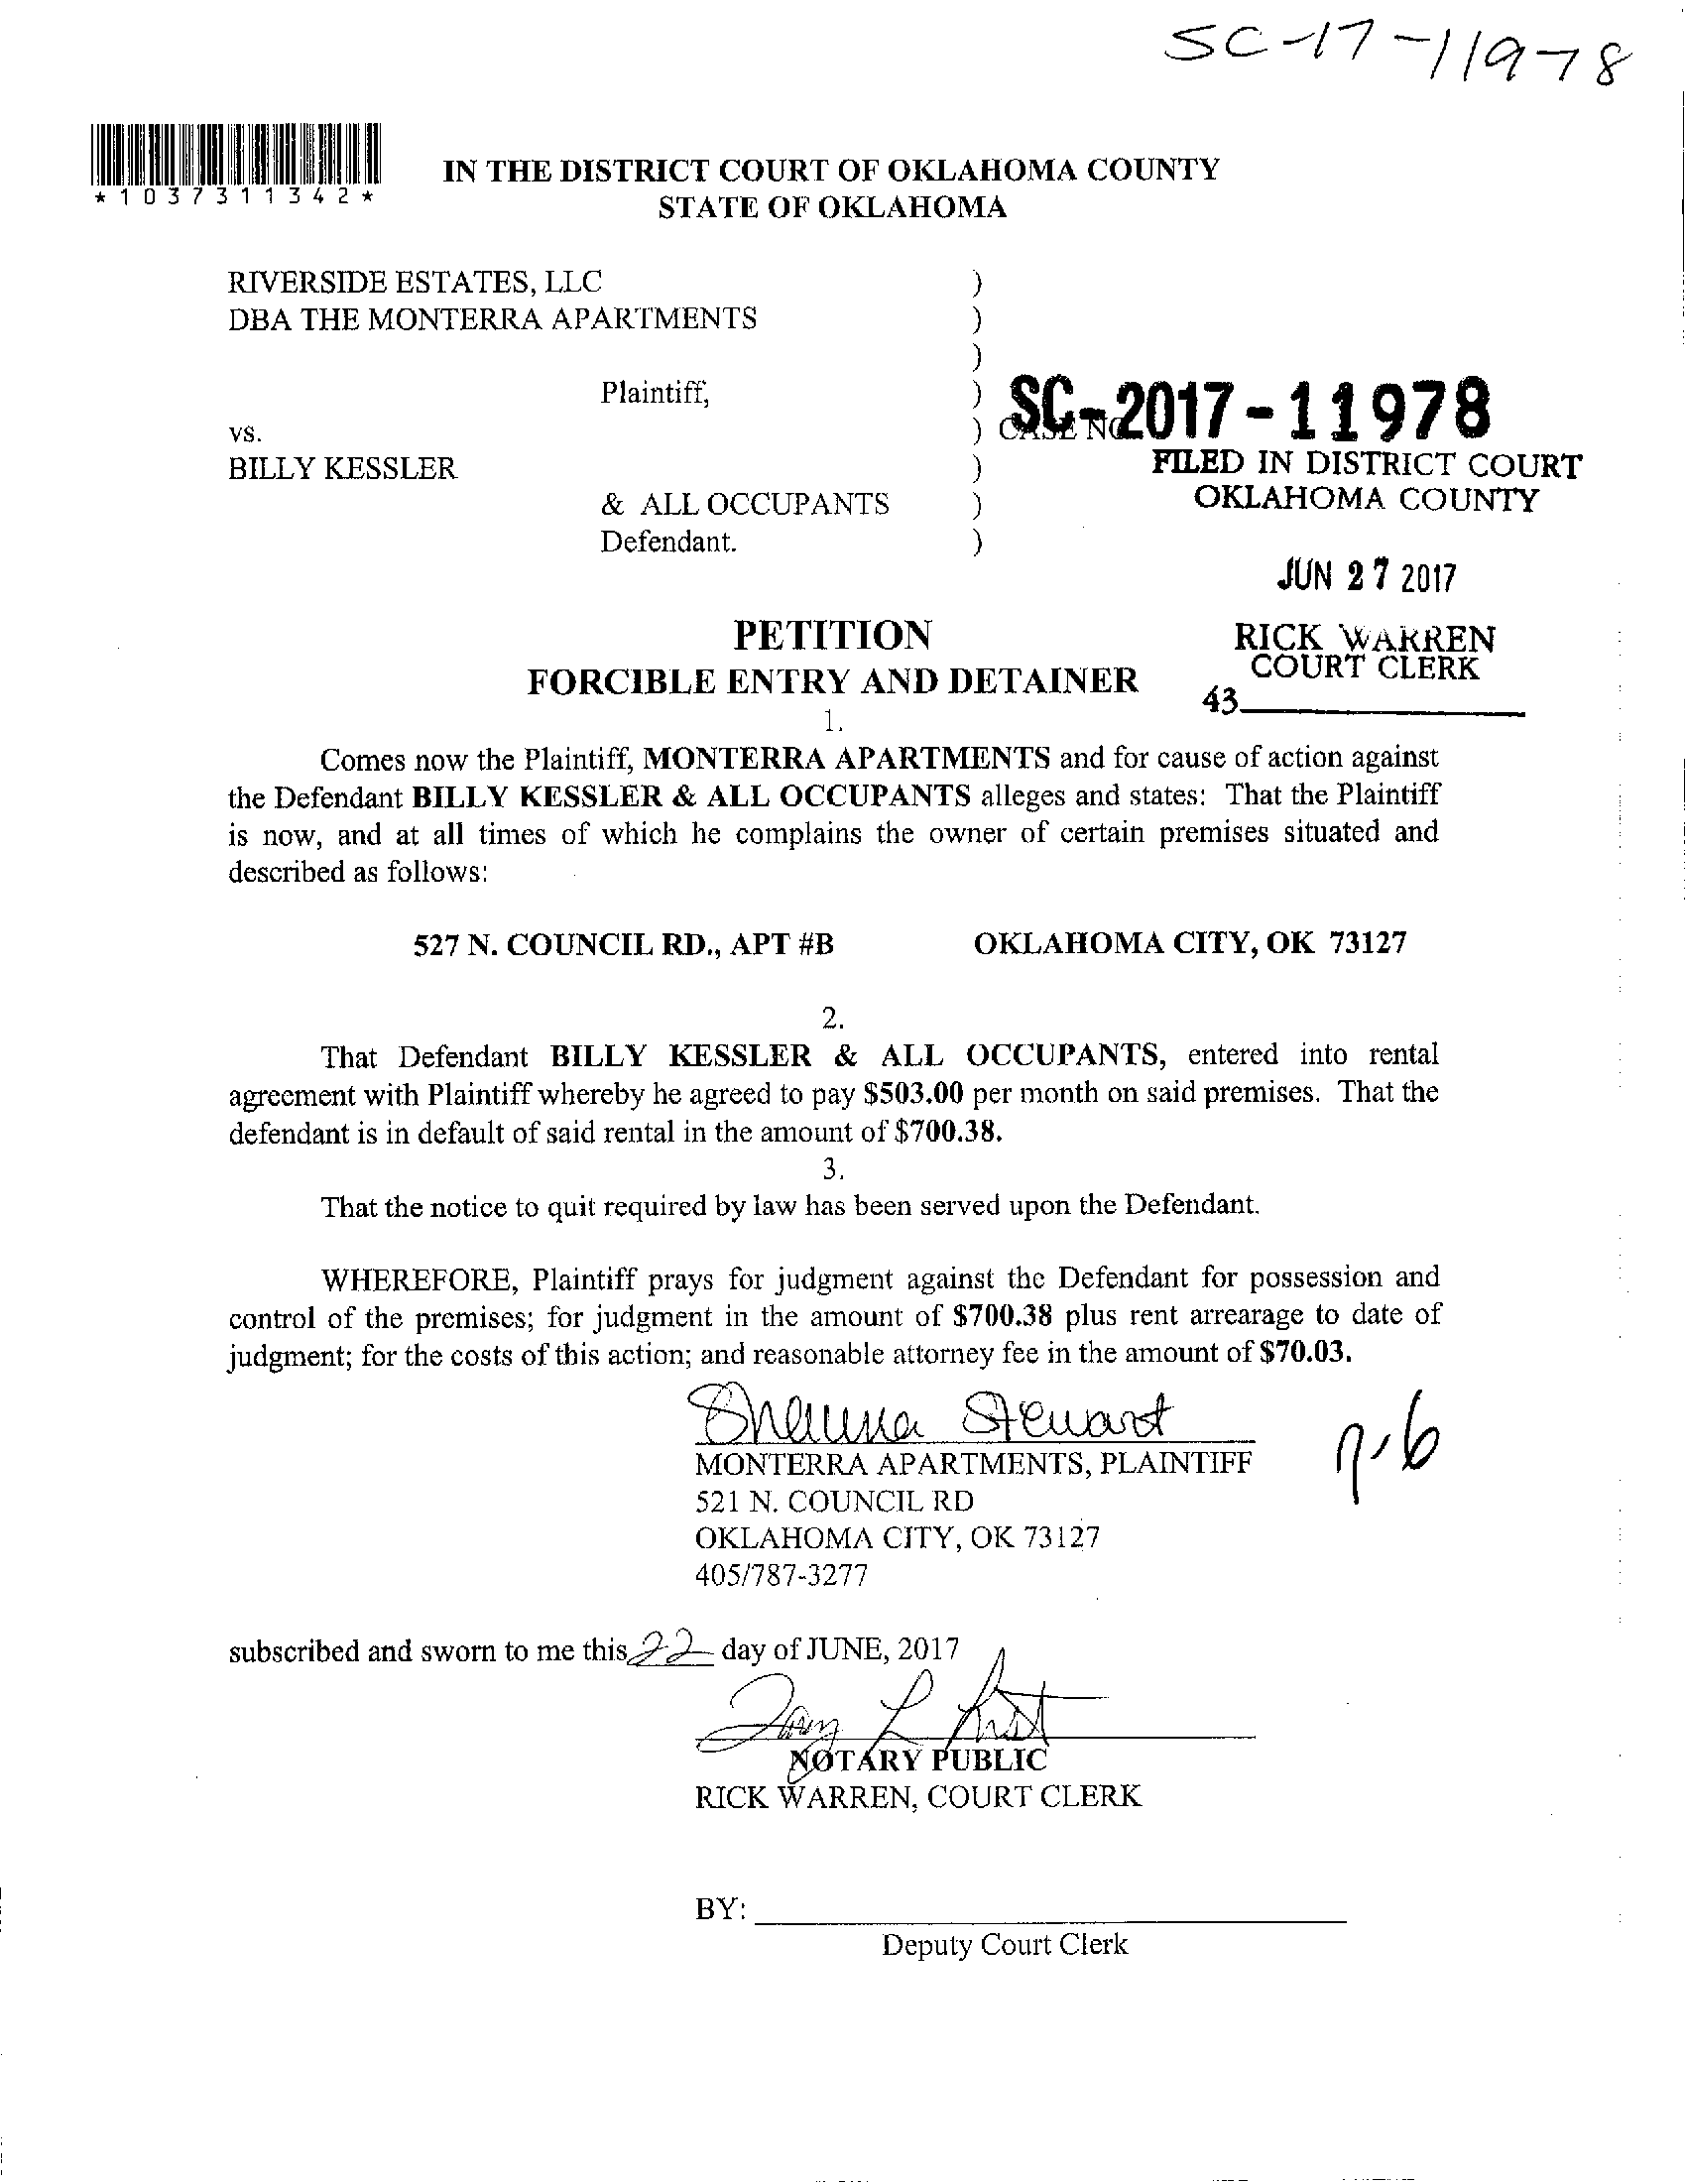 SC-17-11978
*1037311342*
IN THE DISTRICT COURT OF OKLAHOMA COUNTY
STATE OF OKLAHOMA
RIVERSIDE ESTATES, LLC )
DBA THE MONTERRA APARTMENTS )
)
Plaintiff, ) SC-2017-11978
vs. ) CASE NO
BILLY KESSLER ) FILED IN DISTRICT COURT
& ALL OCCUPANTS ) OKLAHOMA COUNTY
Defendant. )
JUN 27 2017
PETITION RICK WARREN
FORCIBLE ENTRY AND DETAINER COURT CLERK
43
1.
Comes now the Plaintiff, MONTERRA APARTMENTS and for cause of action against
the Defendant BILLY KESSLER & ALL OCCUPANTS alleges and states: That the Plaintiff
is now, and at all times of which he complains the owner of certain premises situated and
described as follows:
527 N. COUNCIL RD., APT #B OKLAHOMA CITY, OK 73127
2.
That Defendant BILLY KESSLER & ALL OCCUPANTS, entered into rental
agreement with Plaintiff whereby he agreed to pay $503.00 per month on said premises. That the
defendant is in default of said rental in the amount of $700.38.
3.
That the notice to quit required by law has been served upon the Defendant.
WHEREFORE, Plaintiff prays for judgment against the Defendant for possession and
control of the premises; for judgment in the amount of $700.38 plus rent arrearage to date of
judgment; for the costs of this action; and reasonable attorney fee in the amount of $70.03.
Shauna Stewart
MONTERRA APARTMENTS, PLAINTIFF
521 N. COUNCIL RD
OKLAHOMA CITY, OK 73127
405/787-3277
subscribed and sworn to me this 22 day of JUNE, 2017
NOTARY PUBLIC
RICK WARREN, COURT CLERK
BY:
Deputy Court Clerk